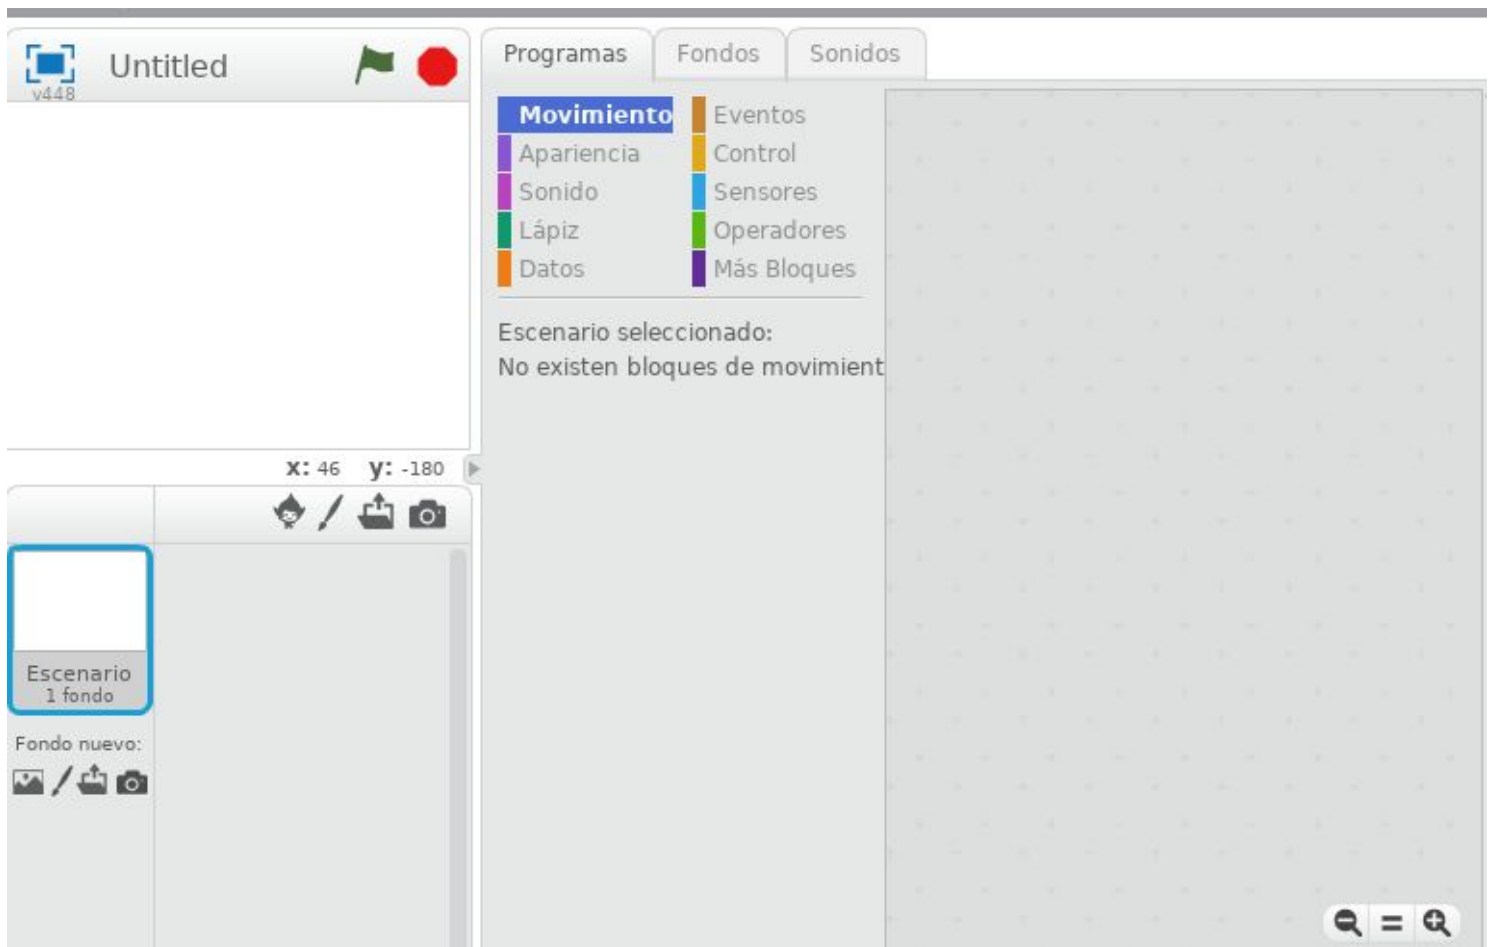 Untitled
v448
Programas
Fondos
Sonidos
Movimiento
Eventos
Apariencia
Control
Sonido
Sensores
Lápiz
Operadores
Datos
Más Bloques
Escenario seleccionado:
No existen bloques de movimient
x: 46 y: -180
Escenario
1 fondo
Fondo nuevo: